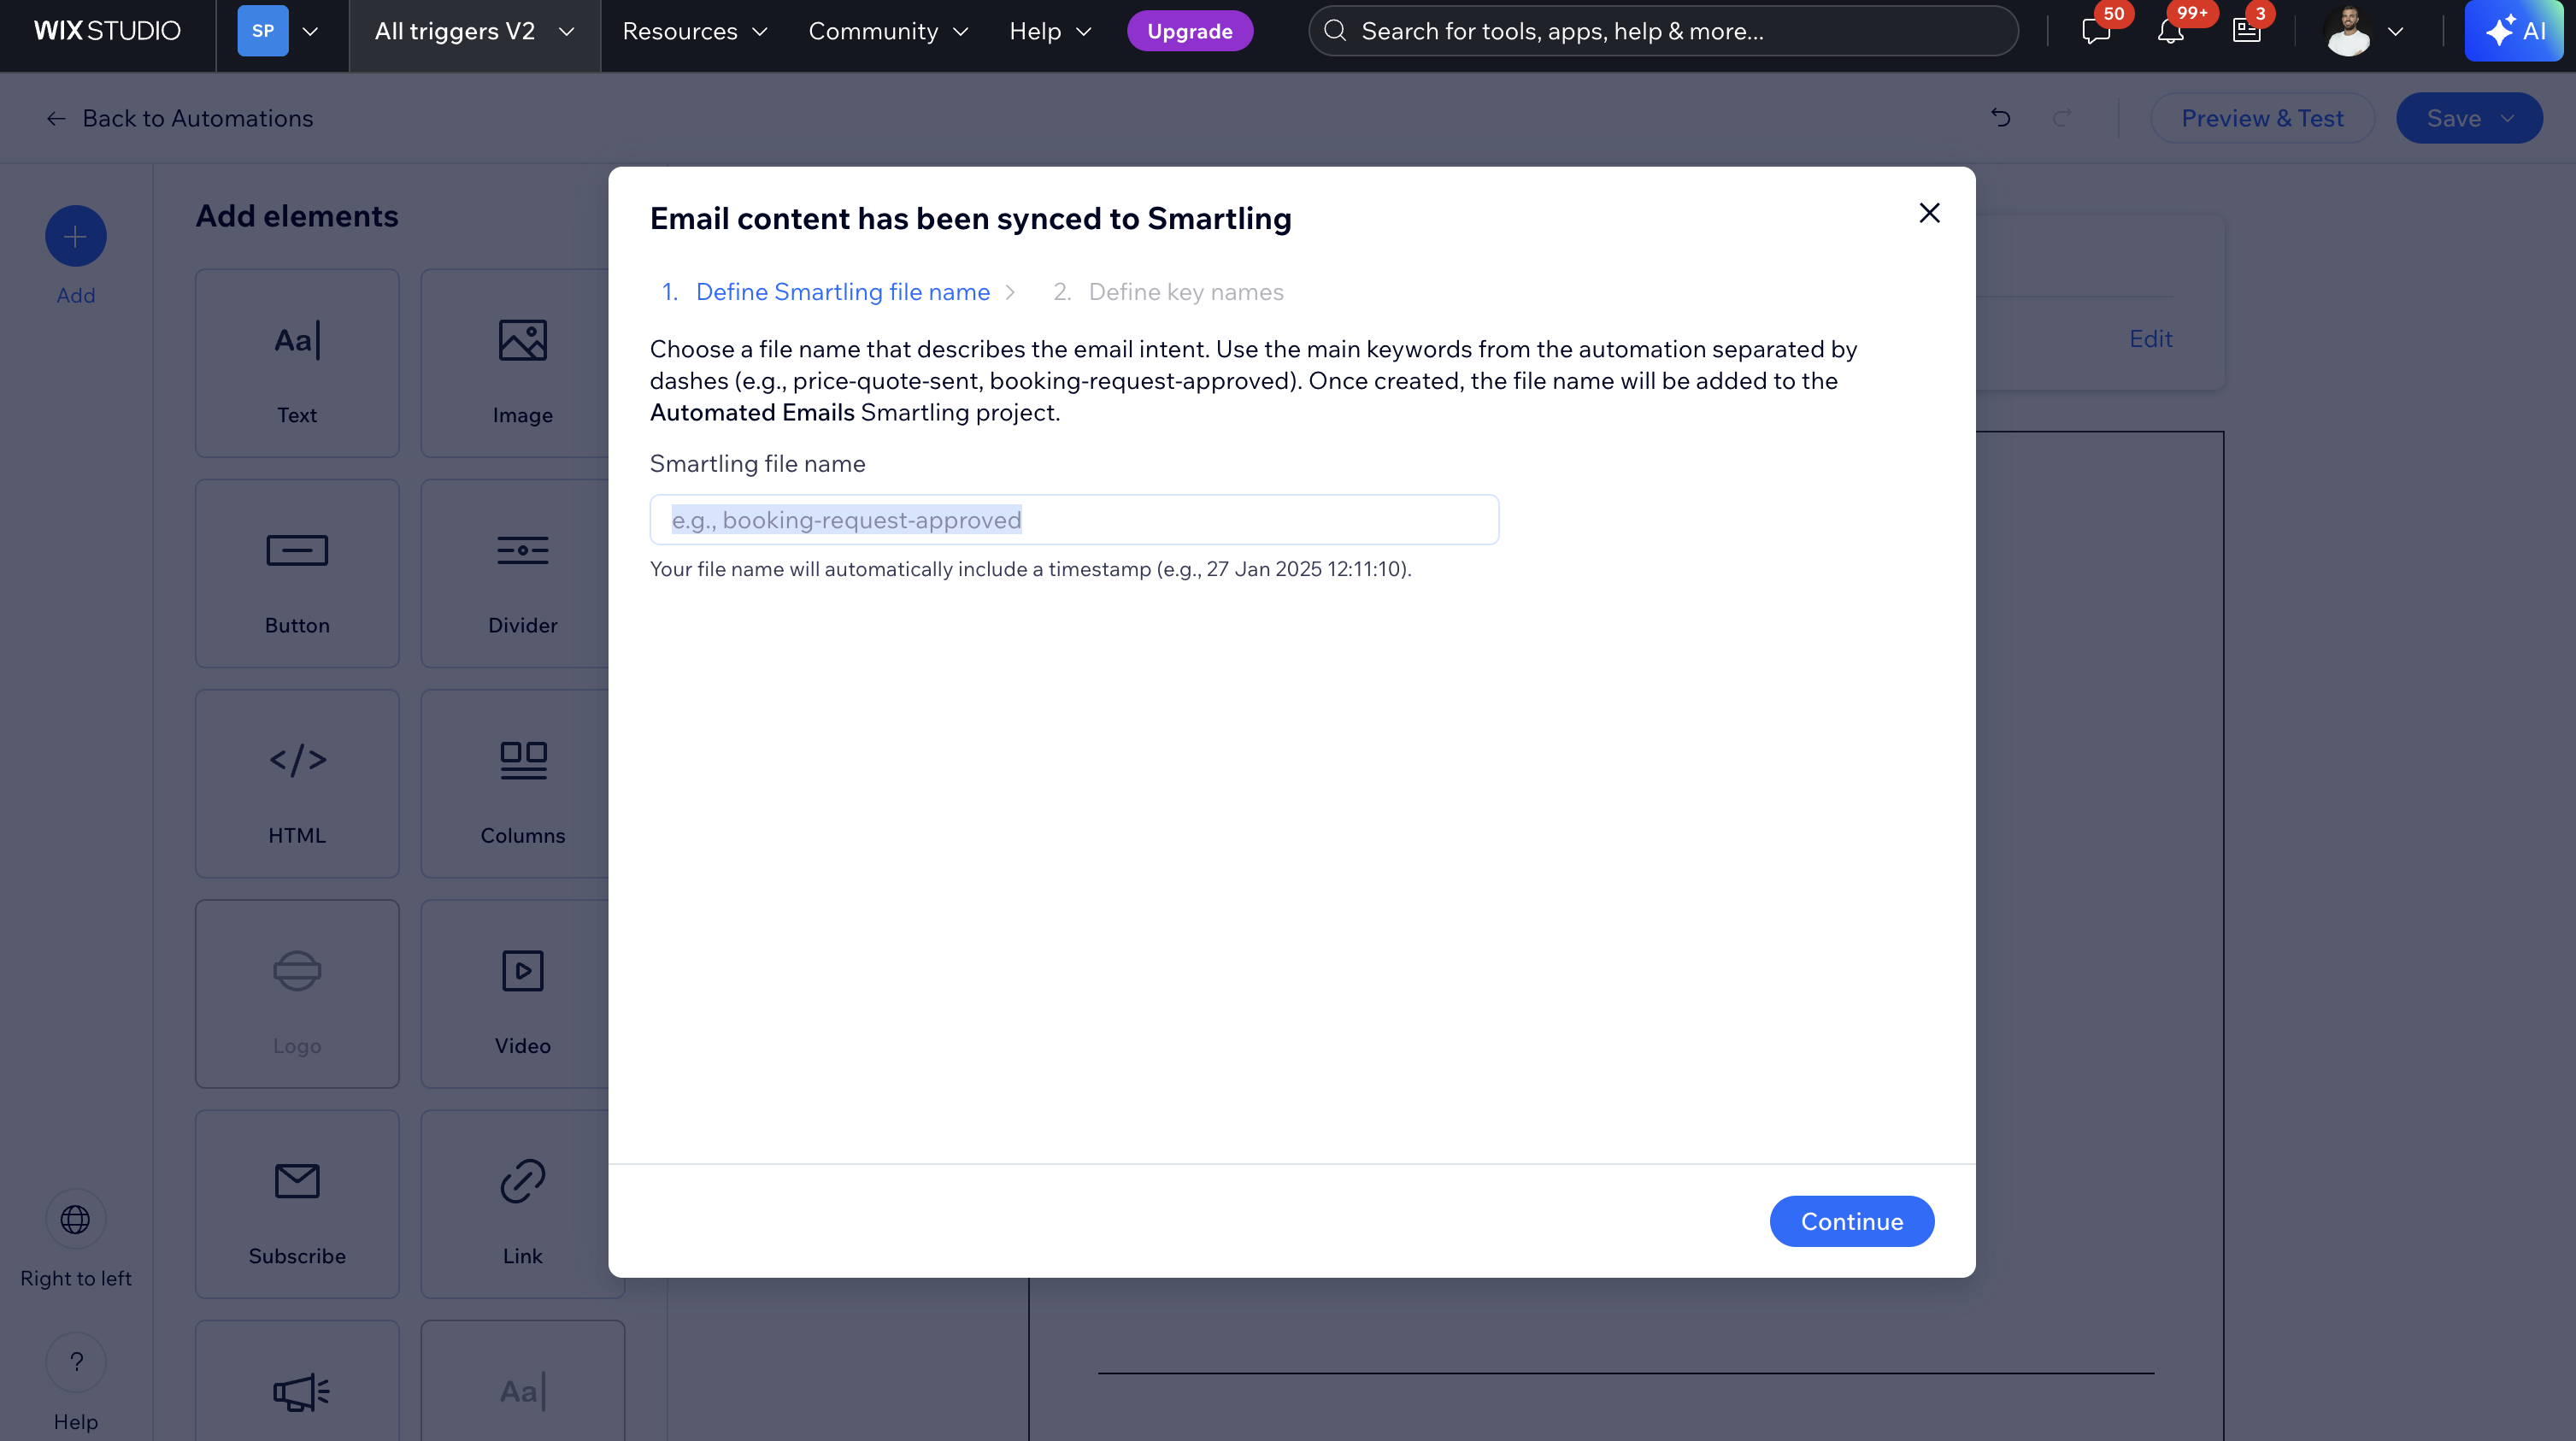 WIX STUDIO
SP
All triggers V2
Resources
Community
Help
Upgrade
Search for tools, apps, help & more...
50
99+
3
AI
Back to Automations
Preview & Test
Save
Add
Add elements
Aa
Text
Image
Button
Divider
</>
HTML
Columns
Logo
Video
Subscribe
Link
Aa
Right to left
?
Help
Edit
Email content has been synced to Smartling
1. Define Smartling file name
2. Define key names
Choose a file name that describes the email intent. Use the main keywords from the automation separated by
dashes (e.g., price-quote-sent, booking-request-approved). Once created, the file name will be added to the
Automated Emails Smartling project.
Smartling file name
e.g., booking-request-approved
Your file name will automatically include a timestamp (e.g., 27 Jan 2025 12:11:10).
Continue